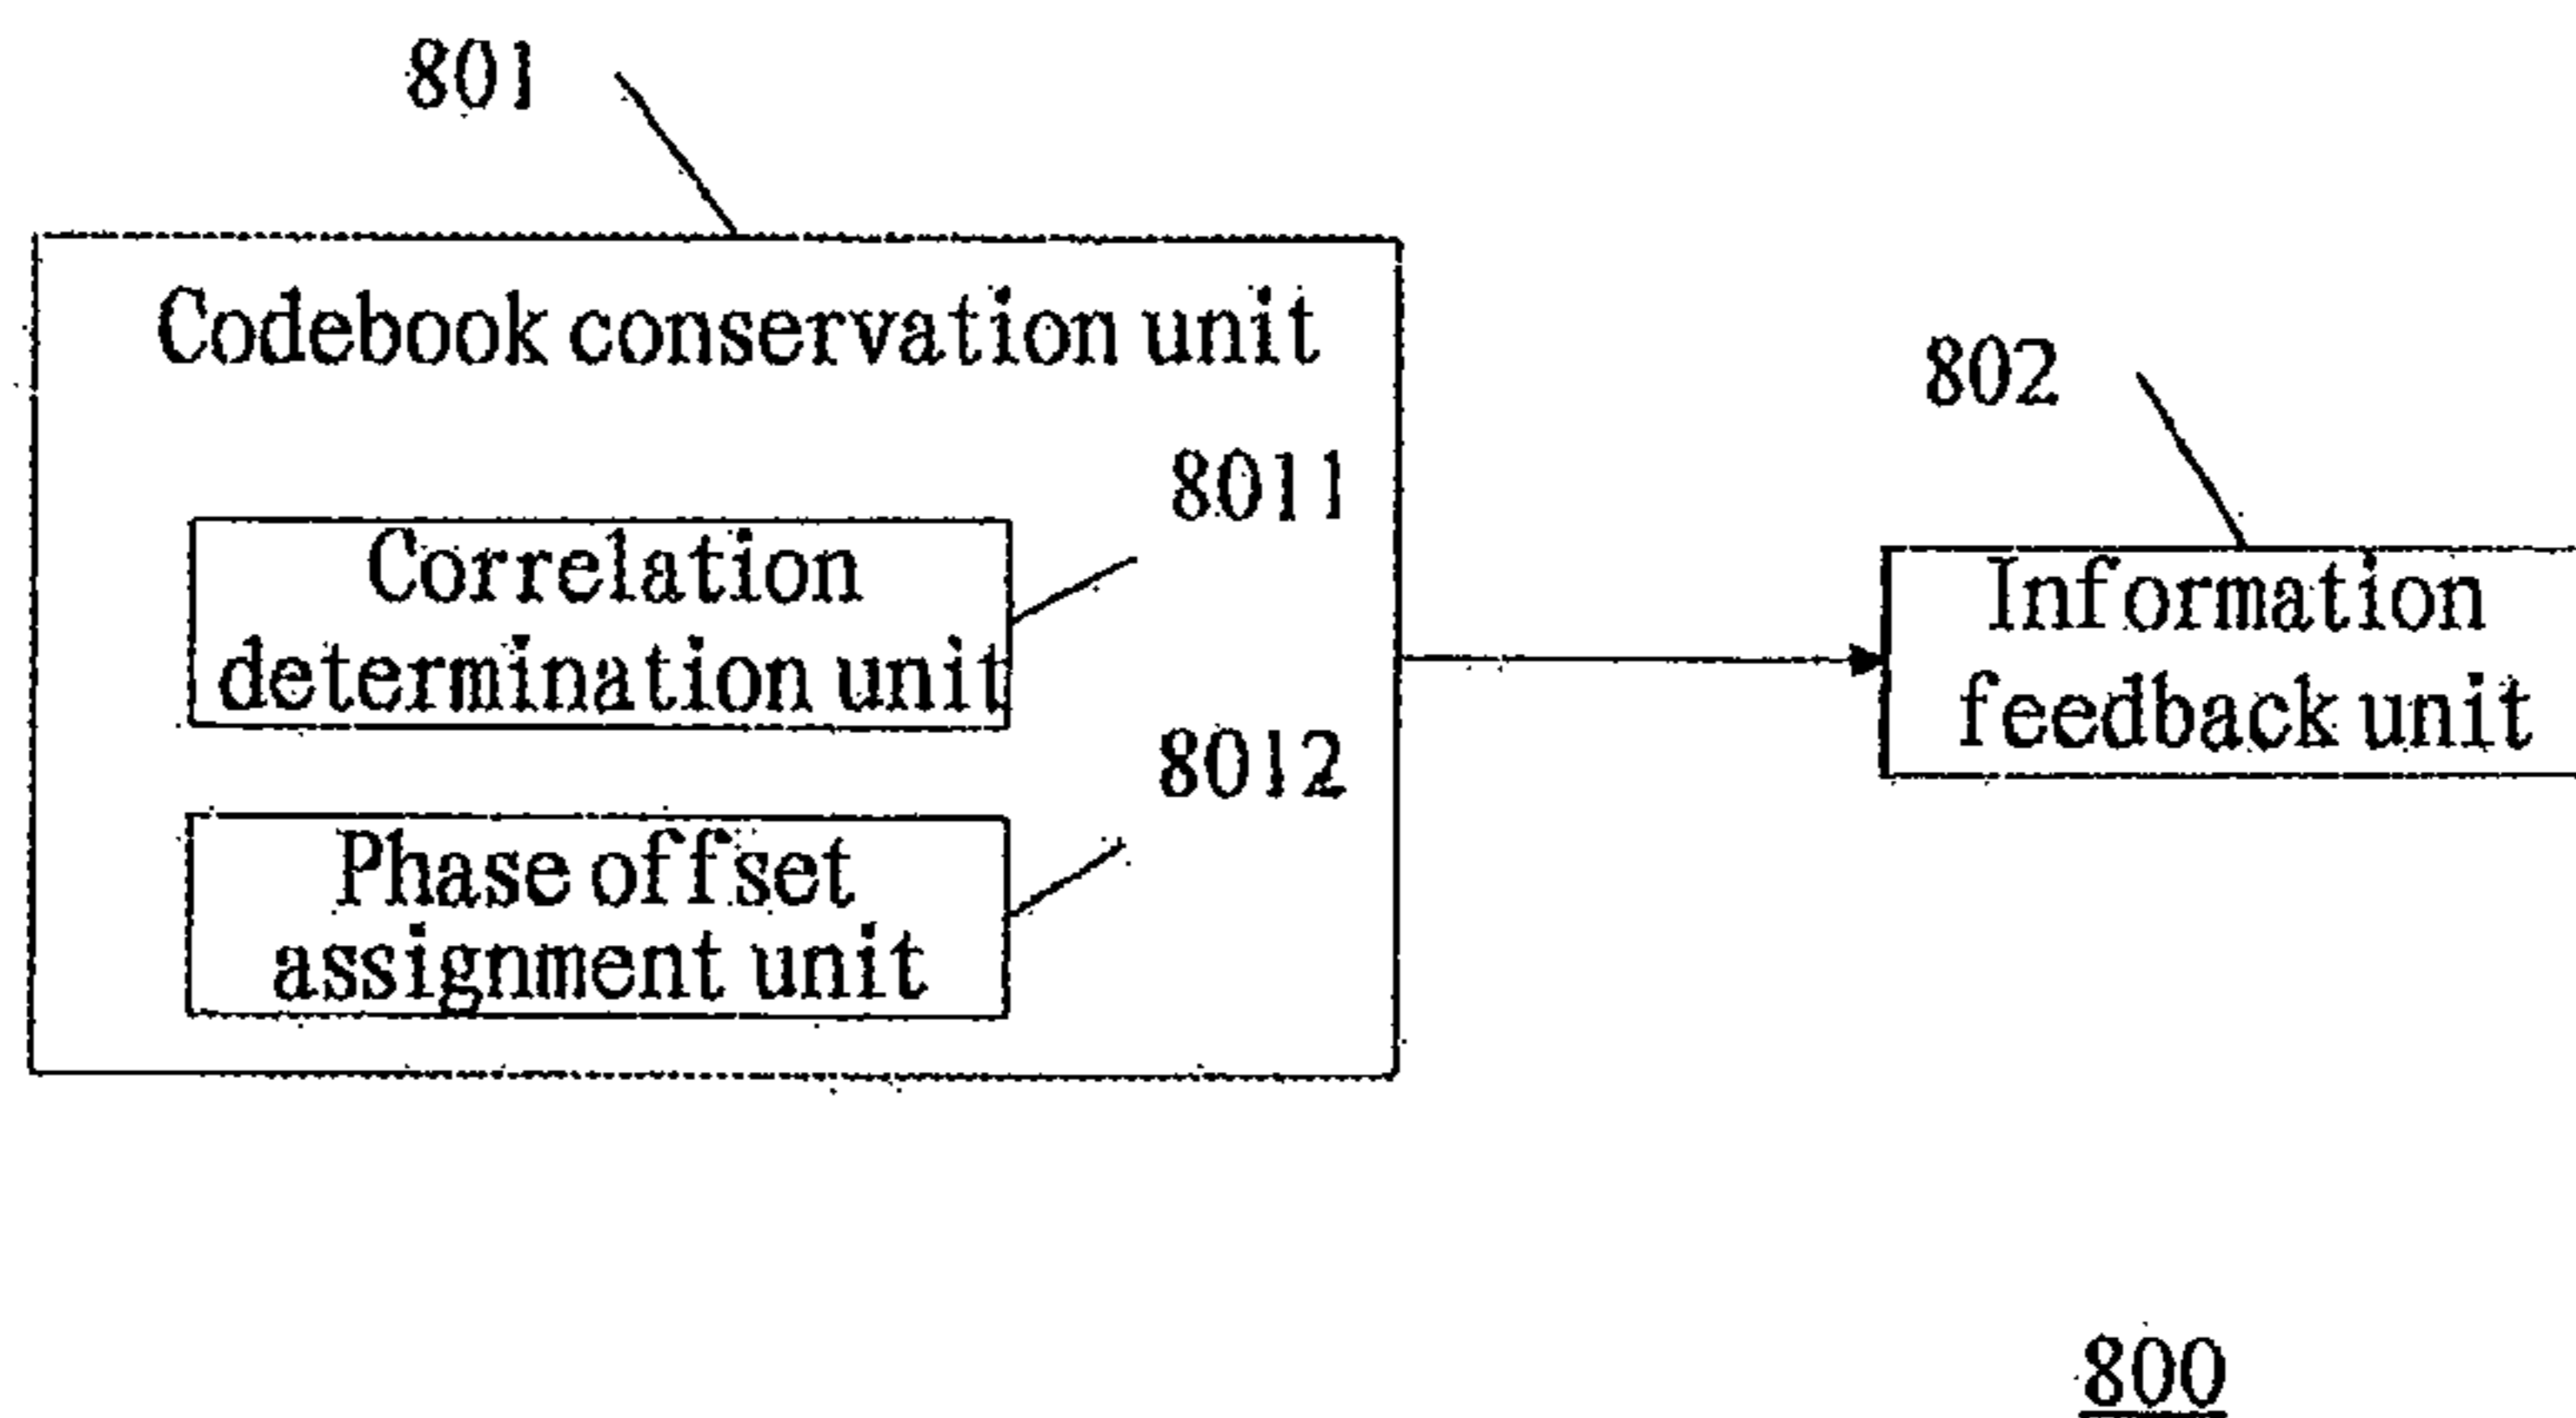 801
Codebook conservation unit
802
8011
Correlation
determination unit
Information
feedback unit
8012
Phase offset
assignment unit
800